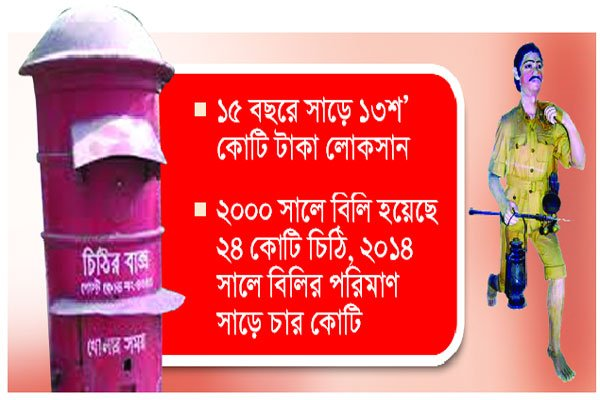 ১৫ বছরে সাড়ে ১৩শ’
কোটি টাকা লোকসান
২০০০ সালে বিলি হয়েছে
২৪ কোটি চিঠি, ২০১৪
সালে বিলির পরিমাণ
সাড়ে চার কোটি
চিঠির বাক্স
খোলার সময়